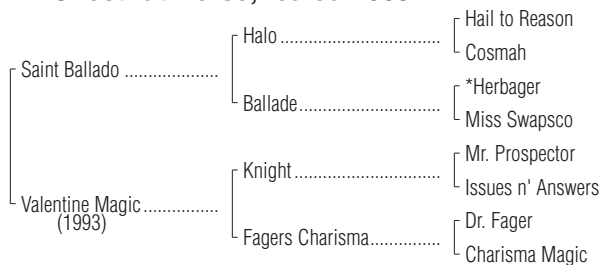 Hail to Reason
Halo ........................................
Cosmah
Saint Ballado .......................
*Herbager
Ballade ...................................
Miss Swapsco
Mr. Prospector
Knight .....................................
Issues n' Answers
Valentine Magic ..................
(1993)
Dr. Fager
Fagers Charisma .................
Charisma Magic